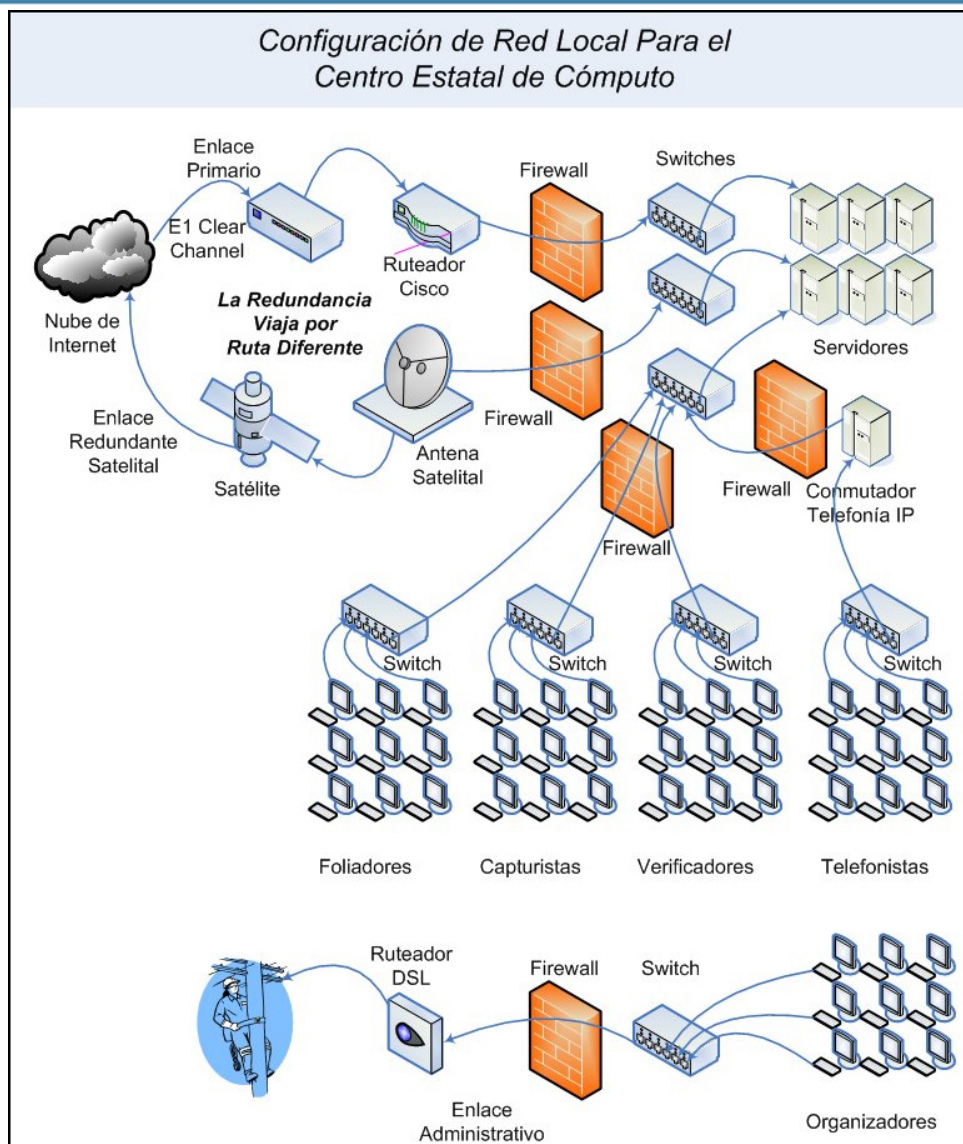 Configuración de Red Local Para el
Centro Estatal de Cómputo
Enlace
Primario
E1 Clear
Channel
Ruteador
Cisco
Firewall
Switches
Nube de
Internet
La Redundancia
Viaja por
Ruta Diferente
Servidores
Enlace
Redundante
Satelital
Satélite
Antena
Satelital
Firewall
Firewall
Firewall
Conmutador
Telefonía IP
Switch
Switch
Switch
Switch
Foliadores
Capturistas
Verificadores
Telefonistas
Ruteador
DSL
Firewall
Switch
Enlace
Administrativo
Organizadores